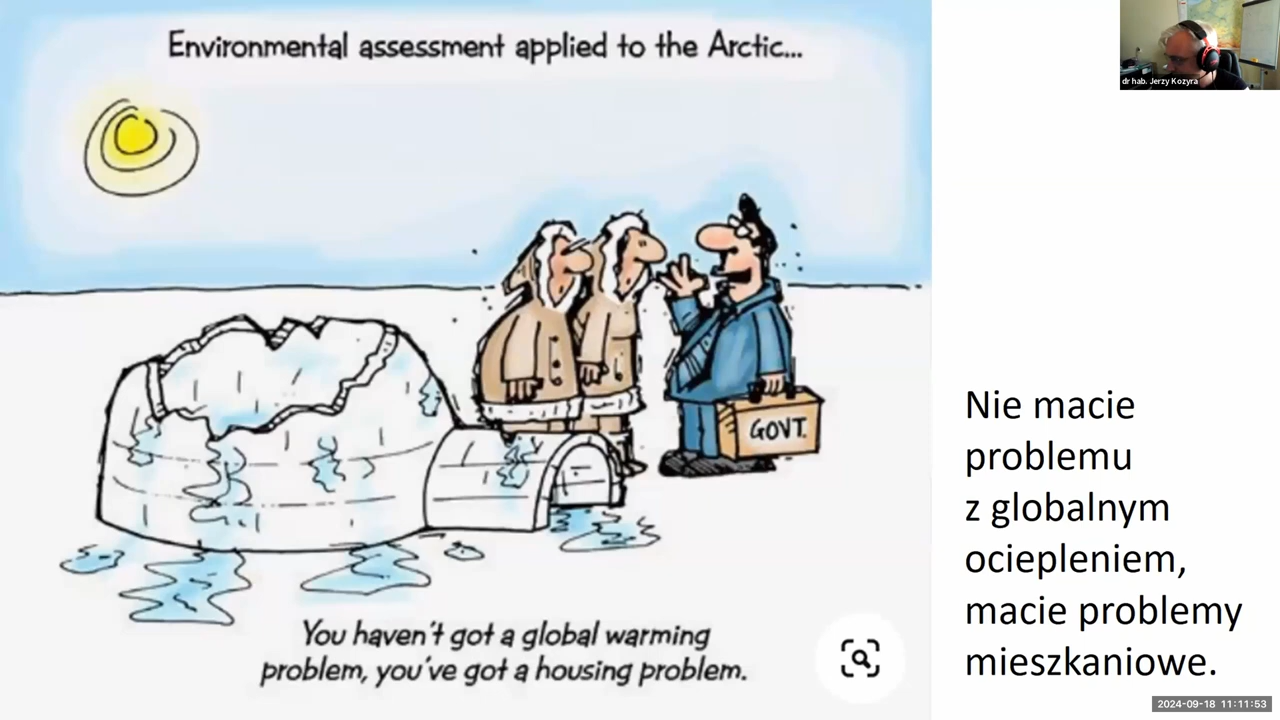 Environmental assessment applied to the Arctic...
dr hab. Jerzy Kozyra
GOVT.
Nie macie
problemu
z globalnym
ociepleniem,
macie problemy
mieszkaniowe.
You haven't got a global warming
problem, you've got a housing problem.
2024-09-18 11:11:53